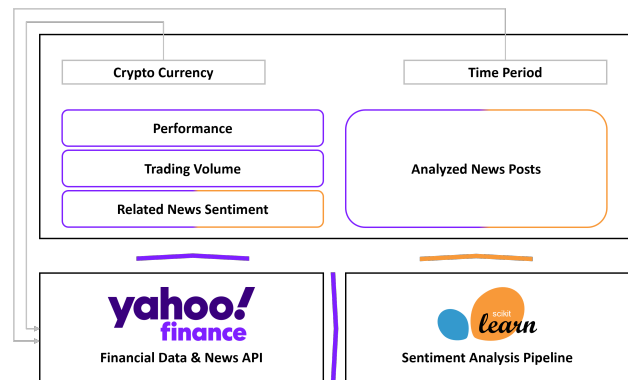 Crypto Currency
Time Period
Performance
Trading Volume
Related News Sentiment
Analyzed News Posts
yahoo!
finance
Financial Data & News API
scikit
learn
Sentiment Analysis Pipeline